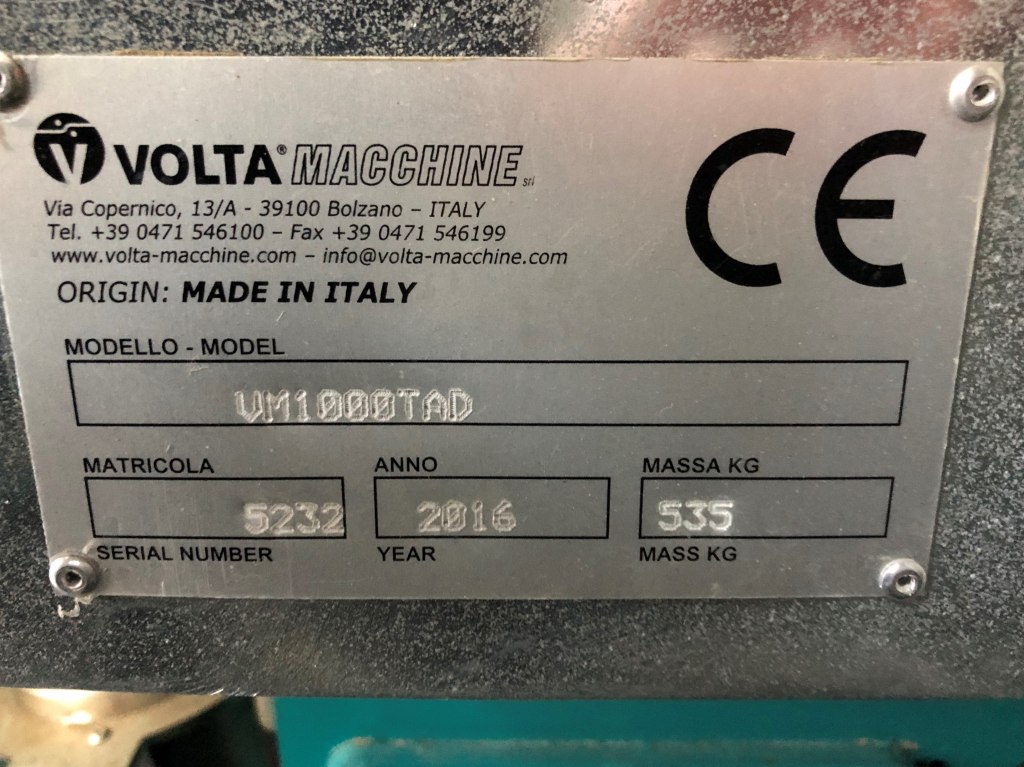 VOLTA® MACCHINE srl
Via Copernico, 13/A - 39100 Bolzano – ITALY
Tel. +39 0471 546100 – Fax +39 0471 546199
www.volta-macchine.com – info@volta-macchine.com
ORIGIN: MADE IN ITALY
CE
MODELLO - MODEL
VM1000TAD
MATRICOLA ANNO MASSA KG
5232 2016 535
SERIAL NUMBER YEAR MASS KG